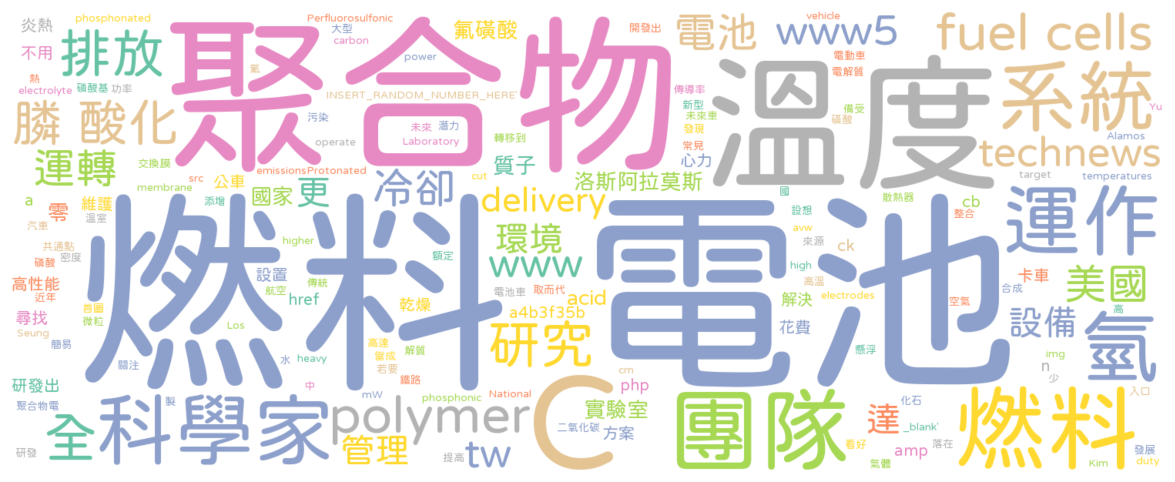 炎熱
phosphonated
Perfluorosulfonic
氟磺酸
開發出
電池
www5
vehicle
fuel cells
不用
排放
聚合物
大型
carbon
power
電動車
電解質
溫度
系統
熱
electrolyte
磺酸基
功率
氫
INSERT_RANDOM_NUMBER_HERE'
傳導率
新型
未來車
備受
磺酸
Yu
膦 酸化
污染
未來
潛力
Laboratory
轉移到
發現
常見
Alamos
operate
technews
運轉
交換膜
emissionsProtonated
cut
質子
心力
target
temperatures
src
公車
冷卻
洛斯阿拉莫斯
membrane
添增
國家
更
散熱器
cb
國
a
零
維護
溫室
汽車
delivery
設想
整合
運作
燃料電池
higher
額定
環境
avw
來源
ck
共通點
密度
www
磷酸
設置
航空
傳統
high
高溫
卡車
美國
高性能
近年
首圖
微粒
href
乾燥
電池車
取而代
acid
解決
electrodes
空氣
合成
高
尋找
Seung
Los
a4b3f35b
花費
設備
氫
簡易
關注
水
heavy
高達
掌成
若要
解質
研究
懸浮
img
n
少
研發出
聚合物電
中
鐵路
phosphonic
National
cm
php
化石
入口
mW
製
全
科學家
polymer
C
實驗室
團隊
達
_blank'
燃料
研發
管理
提高
tw
二氧化碳
方案
amp
看好
氣體
落在
Kim
發展
duty